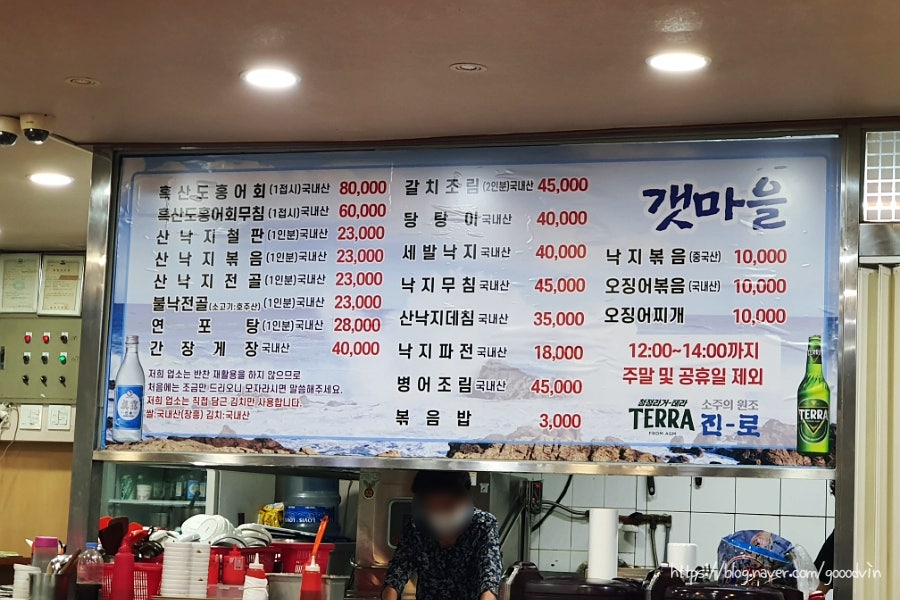 흑산도홍어회(1접시)국내산 80,000
흑산도홍어회무침(1접시)국내산 60,000
산낙지철판(1인분)국내산 23,000
산낙지볶음(1인분)국내산 23,000
산낙지전골(1인분)국내산 23,000
불낙전골(소고기:호주산)(1인분)국내산 23,000
연포탕(1인분)국내산 28,000
간장게장국내산 40,000
저희 업소는 반찬 재활용을 하지 않으므로
처음에는 조금만 드리오니 모자라시면 말씀해주세요.
저희 업소는 직접 담근 김치만 사용합니다.
쌀:국내산(장흥) 김치:국내산
갈치조림(2인분)국내산 45,000
탕탕이국내산 40,000
세발낙지국내산 40,000
낙지무침국내산 45,000
산낙지데침국내산 35,000
낙지파전국내산 18,000
병어조림국내산 45,000
볶음밥 3,000
갯마을
낙지볶음(중국산) 10,000
오징어볶음(국내산) 10,000
오징어찌개 10,000
12:00~14:00까지
주말 및 공휴일 제외
청정라거-테라
TERRA
FROM AGM
소주의 원조
진-로
TERRA
https://blog.naver.com/gooodvin